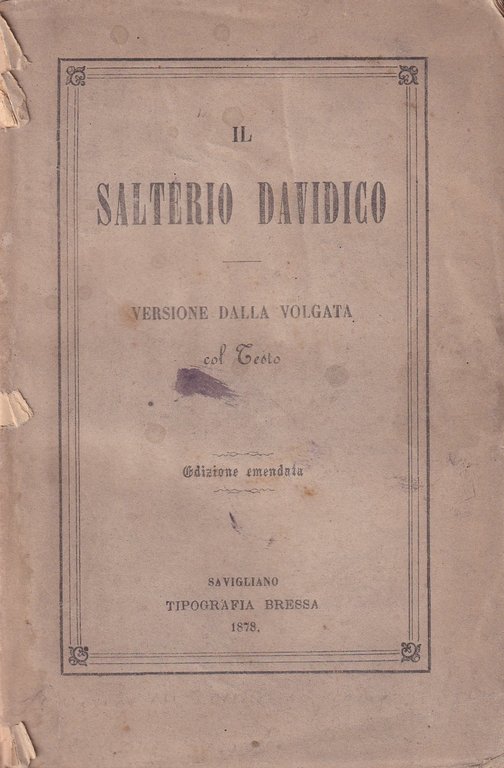 IL
SALTERIO DAVIDICO
VERSIONE DALLA VOLGATA
col Testo
Edizione emendata
SAVIGLIANO
TIPOGRAFIA BRESSA
1878.